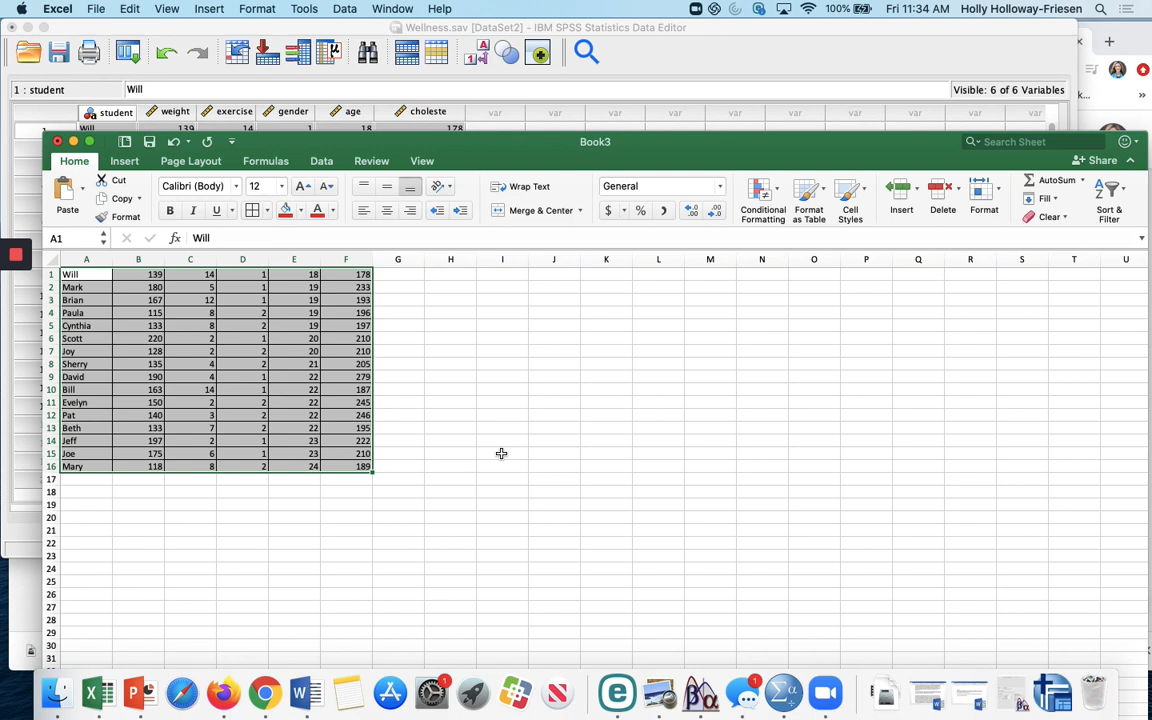 Excel File Edit View Insert Format Tools Data Window Help 100% Fri 11:34 AM Holly Holloway-Friesen
Wellness.sav [DataSet2] - IBM SPSS Statistics Data Editor
1 : student Will Visible: 6 of 6 Variables
student weight exercise gender age choleste var var var var var var var var var var var
Will 139 14 1 18 178
Book3 Search Sheet
Home Insert Page Layout Formulas Data Review View Share
Cut Calibri (Body) 12 Wrap Text General AutoSum
Copy Fill
Paste Format B I U Merge & Center $ % Conditional Formatting Format as Table Cell Styles Insert Delete Format Clear Sort & Filter
A1 fx Will
A B C D E F G H I J K L M N O P Q R S T U
1 Will 139 14 1 18 178
2 Mark 180 5 1 19 233
3 Brian 167 12 1 19 193
4 Paula 115 8 2 19 196
5 Cynthia 133 8 2 19 197
6 Scott 220 2 1 20 210
7 Joy 128 2 2 20 210
8 Sherry 135 4 2 21 205
9 David 190 4 1 22 279
10 Bill 163 14 1 22 187
11 Evelyn 150 2 2 22 245
12 Pat 140 3 2 22 246
13 Beth 133 7 2 22 195
14 Jeff 197 2 1 23 222
15 Joe 175 6 1 23 210
16 Mary 118 8 2 24 189
17
18
19
20
21
22
23
24
25
26
27
28
29
30
31